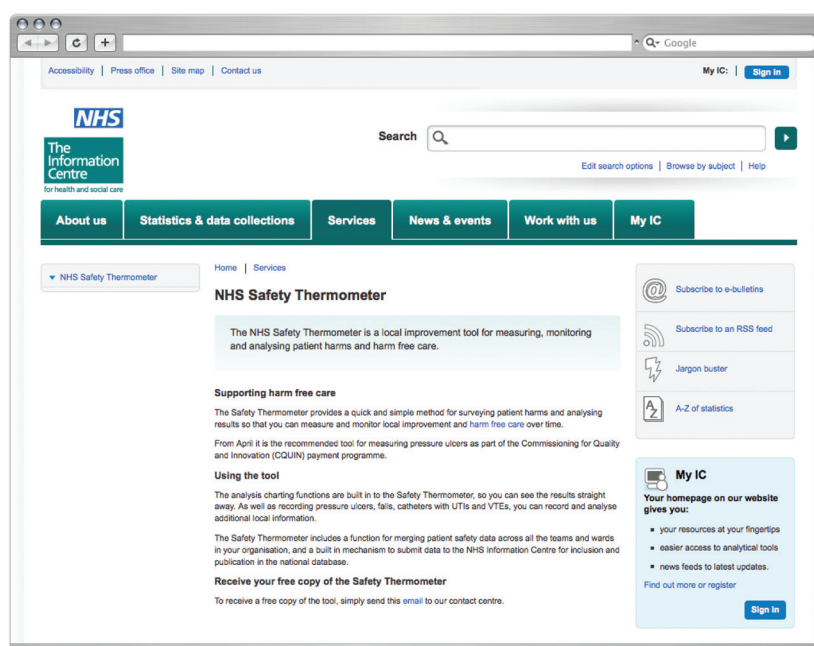 Google
Accessibility | Press office | Site map | Contact us
My IC: | Sign in
NHS
The
Information
Centre
for health and social care
Search
Edit search options | Browse by subject | Help
About us
Statistics & data collections
Services
News & events
Work with us
My IC
NHS Safety Thermometer
Home | Services
NHS Safety Thermometer
The NHS Safety Thermometer is a local improvement tool for measuring, monitoring
and analysing patient harms and harm free care.
Supporting harm free care
The Safety Thermometer provides a quick and simple method for surveying patient harms and analysing
results so that you can measure and monitor local improvement and harm free care over time.
From April it is the recommended tool for measuring pressure ulcers as part of the Commissioning for Quality
and Innovation (CQUIN) payment programme.
Using the tool
The analysis charting functions are built in to the Safety Thermometer, so you can see the results straight
away. As well as recording pressure ulcers, falls, catheters with UTIs and VTEs, you can record and analyse
additional local information.
The Safety Thermometer includes a function for merging patient safety data across all the teams and wards
in your organisation, and a built in mechanism to submit data to the NHS Information Centre for inclusion and
publication in the national database.
Receive your free copy of the Safety Thermometer
To receive a free copy of the tool, simply send this email to our contact centre.
@
Subscribe to e-bulletins
Subscribe to an RSS feed
Jargon buster
A Z
A-Z of statistics
My IC
Your homepage on our website
gives you:
your resources at your fingertips
easier access to analytical tools
news feeds to latest updates.
Find out more or register
Sign in